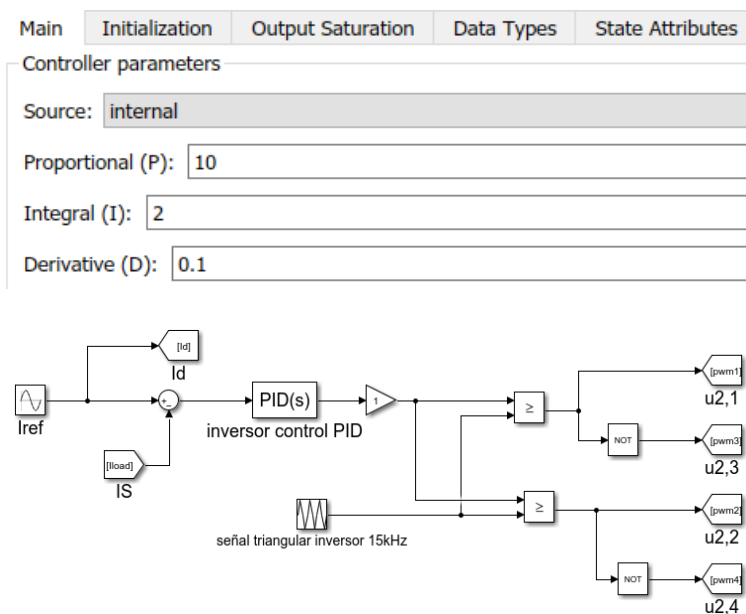 Main Initialization Output Saturation Data Types State Attributes
Controller parameters
Source: internal
Proportional (P): 10
Integral (I): 2
Derivative (D): 0.1
[Id]
Id
Iref
+
-
PID(s)
inversor control PID
1
≥
[pwm1]
u2,1
NOT
[pwm3]
u2,3
[Iload]
IS
señal triangular inversor 15kHz
≥
[pwm2]
u2,2
NOT
[pwm4]
u2,4